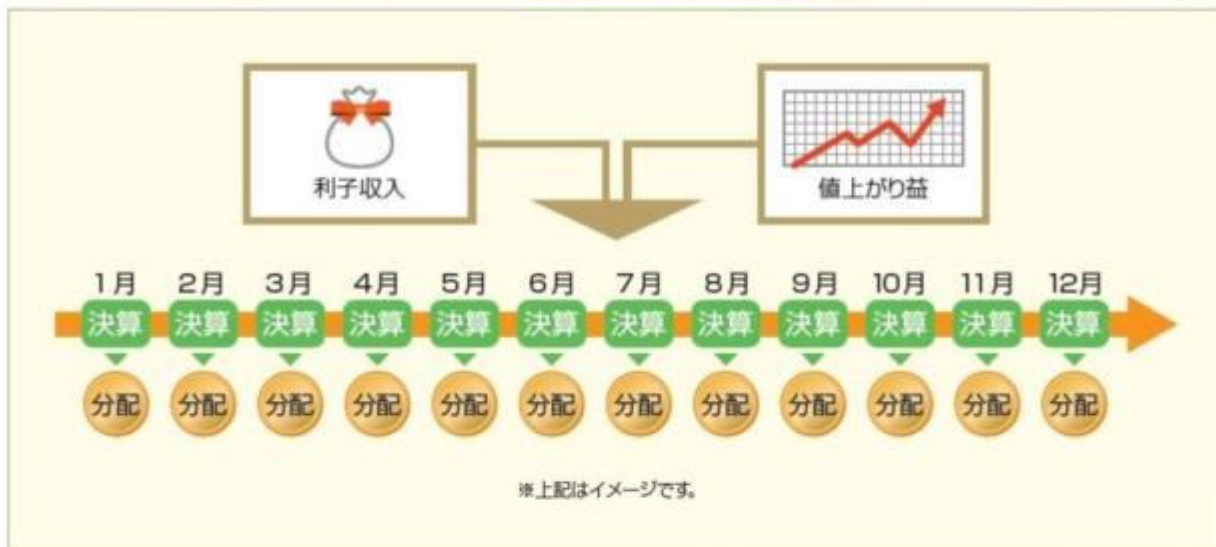 利子収入
値上がり益
1月 2月 3月 4月 5月 6月 7月 8月 9月 10月 11月 12月
決算 決算 決算 決算 決算 決算 決算 決算 決算 決算 決算 決算
分配 分配 分配 分配 分配 分配 分配 分配 分配 分配 分配 分配
※上記はイメージです。